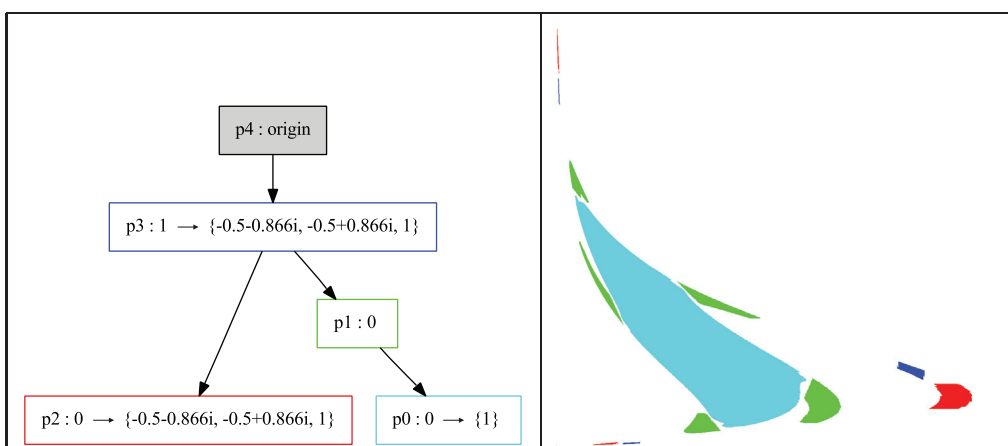 p4 : origin
p3 : 1 → {-0.5-0.866i, -0.5+0.866i, 1}
p1 : 0
p2 : 0 → {-0.5-0.866i, -0.5+0.866i, 1}
p0 : 0 → {1}